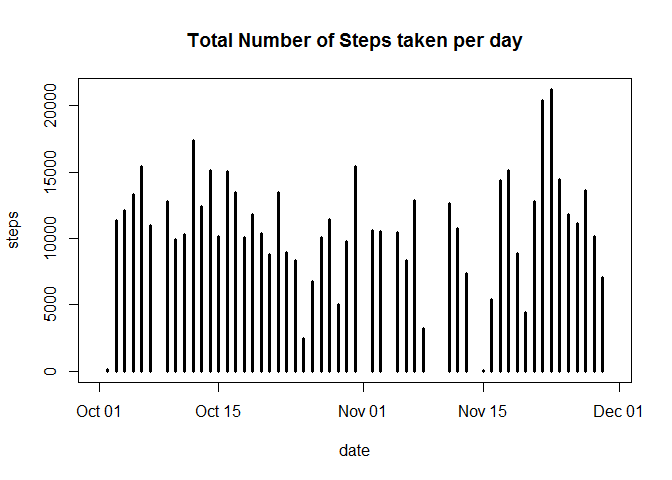 Total Number of Steps taken per day
20000
15000
10000
5000
0
steps
Oct 01 Oct 15 Nov 01 Nov 15 Dec 01
date